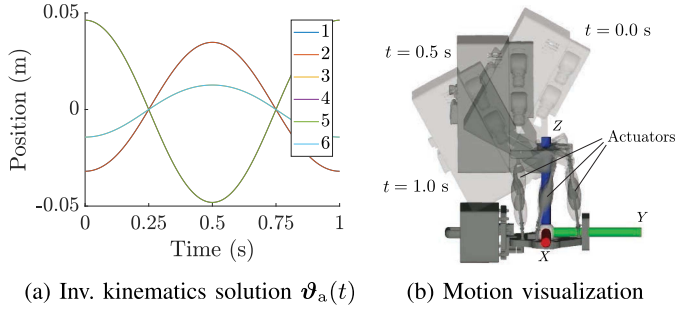 0.05
0
-0.05
Position (m)
0 0.25 0.5 0.75 1
Time (s)
1
2
3
4
5
6
(a) Inv. kinematics solution 𝝑ₐ(t)
t = 0.0 s
t = 0.5 s
Z
Actuators
t = 1.0 s
Y
X
(b) Motion visualization